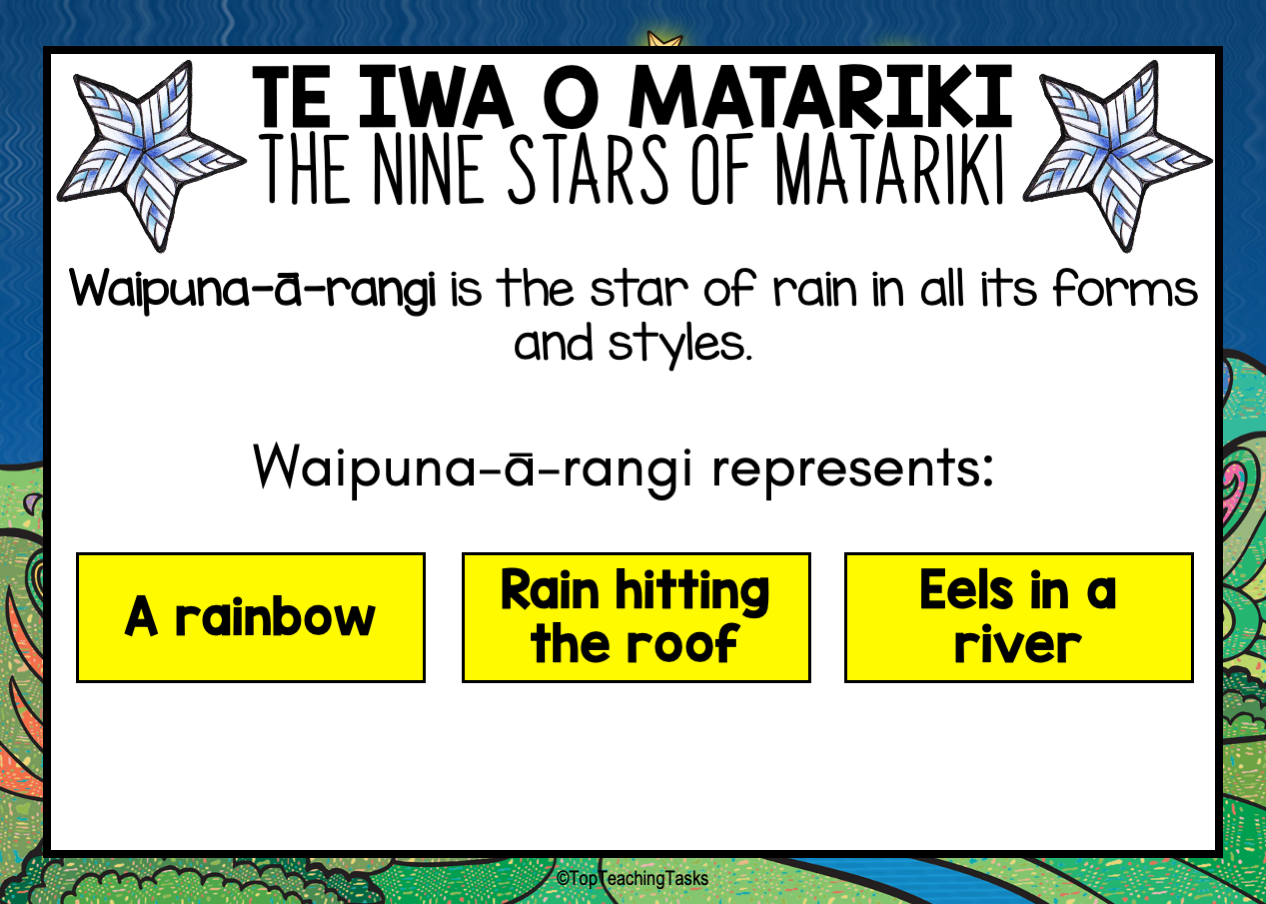 TE IWA O MATARIKI
THE NINE STARS OF MATARIKI
Waipuna-ā-rangi is the star of rain in all its forms
and styles.
Waipuna-ā-rangi represents:
A rainbow
Rain hitting
the roof
Eels in a
river
©TopTeachingTasks